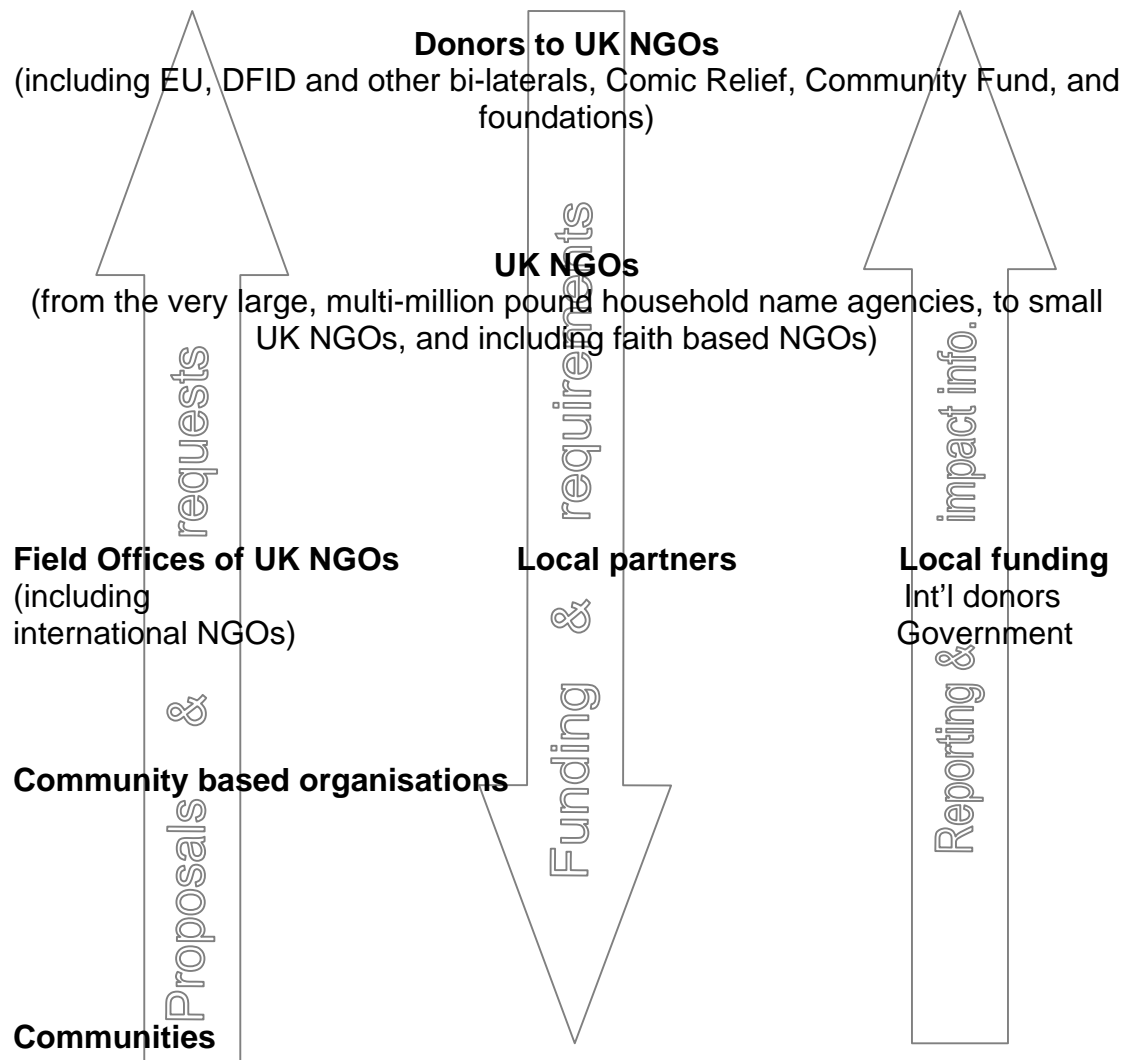 Donors to UK NGOs
(including EU, DFID and other bi-laterals, Comic Relief, Community Fund, and
foundations)
UK NGOs
(from the very large, multi-million pound household name agencies, to small
UK NGOs, and including faith based NGOs)
Field Offices of UK NGOs
(including
international NGOs)
Local partners
Local funding
Int'l donors
Government
Community based organisations
Communities
Proposals & requests
Funding & requirements
Reporting & impact info.